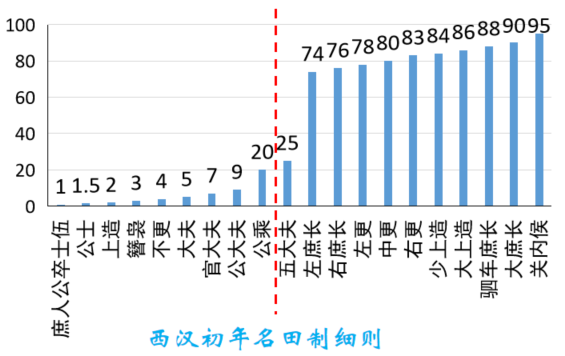 100
80
60
40
20
0
1 1.5 2 3 4 5 7 9 20 25 74 76 78 80 83 84 86 88 90 95
庶人公卒士伍
公士
上造
簪袅
不更
大夫
官大夫
公大夫
公乘
五大夫
左庶长
右庶长
左更
中更
右更
少上造
大上造
驷车庶长
大庶长
关内侯
西汉初年名田制细则